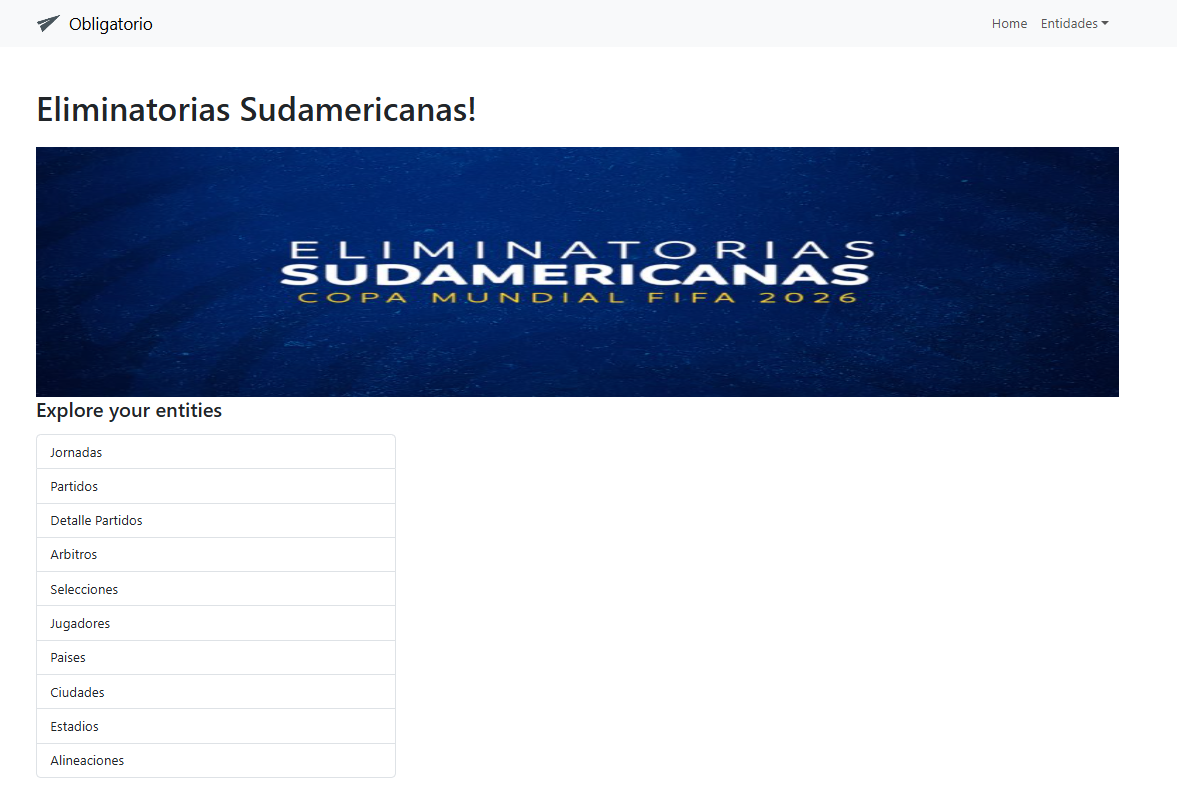 Obligatorio
Home Entidades
Eliminatorias Sudamericanas!
ELIMINATORIAS
SUDAMERICANAS
COPA MUNDIAL FIFA 2026
Explore your entities
Jornadas
Partidos
Detalle Partidos
Arbitros
Selecciones
Jugadores
Paises
Ciudades
Estadios
Alineaciones